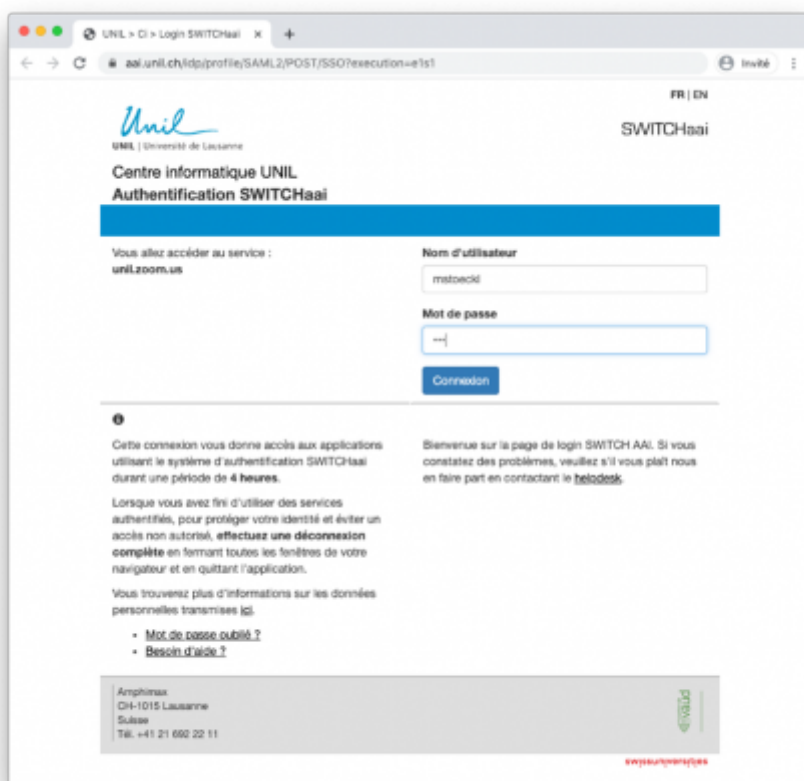 UNIL > Ci > Login SWITCHaai
aai.unil.ch/idp/profile/SAML2/POST/SSO?execution=e1s1
Invité
FR | EN
Unil
UNIL | Université de Lausanne
SWITCHaai
Centre informatique UNIL
Authentification SWITCHaai
Vous allez accéder au service :
unil.zoom.us
Nom d'utilisateur
mstoeckl
Mot de passe
Connexion
Cette connexion vous donne accès aux applications
utilisant le système d'authentification SWITCHaai
durant une période de 4 heures.
Lorsque vous avez fini d'utiliser des services
authentifiés, pour protéger votre identité et éviter un
accès non autorisé, effectuez une déconnexion
complète en fermant toutes les fenêtres de votre
navigateur et en quittant l'application.
Vous trouverez plus d'informations sur les données
personnelles transmises ici.
• Mot de passe oublié ?
• Besoin d'aide ?
Bienvenue sur la page de login SWITCH AAI. Si vous
constatez des problèmes, veuillez s'il vous plaît nous
en faire part en contactant le helpdesk.
Amphimax
CH-1015 Lausanne
Suisse
Tél. +41 21 692 22 11
vaud
swissuniversities